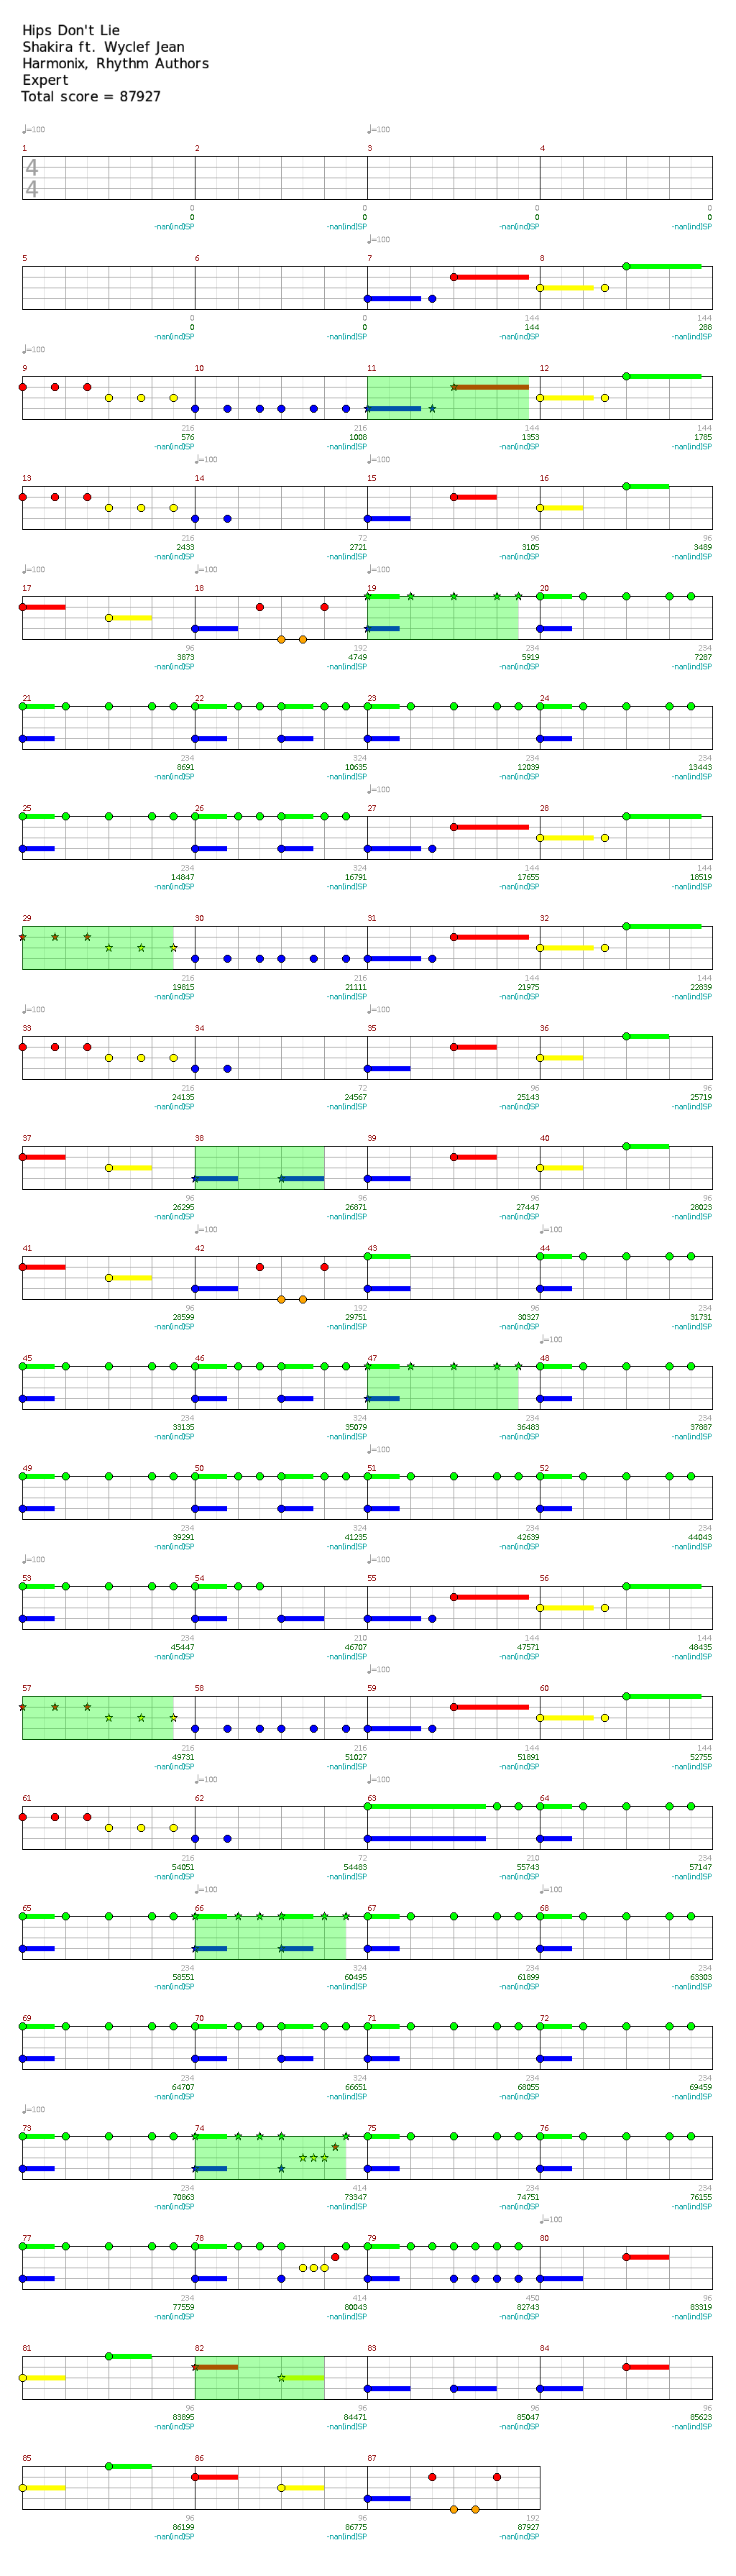 Hips Don't Lie
Shakira ft. Wyclef Jean
Harmonix, Rhythm Authors
Expert
Total score = 87927
♩=100 ♩=100
1 2 3 4
4
4
0 0 0 0
0 0 0 0
-nan(ind)SP -nan(ind)SP -nan(ind)SP -nan(ind)SP
♩=100
5 6 7 8
0 0 144 144
0 0 144 288
-nan(ind)SP -nan(ind)SP -nan(ind)SP -nan(ind)SP
♩=100
9 10 11 12
216 216 144 144
576 1008 1353 1785
-nan(ind)SP -nan(ind)SP -nan(ind)SP -nan(ind)SP
♩=100 ♩=100
13 14 15 16
216 72 96 96
2433 2721 3105 3489
-nan(ind)SP -nan(ind)SP -nan(ind)SP -nan(ind)SP
♩=100 ♩=100 ♩=100
17 18 19 20
96 192 234 234
3873 4749 5919 7287
-nan(ind)SP -nan(ind)SP -nan(ind)SP -nan(ind)SP
21 22 23 24
234 324 234 234
8691 10635 12039 13443
-nan(ind)SP -nan(ind)SP -nan(ind)SP -nan(ind)SP
♩=100
25 26 27 28
234 324 144 144
14847 16791 17655 18519
-nan(ind)SP -nan(ind)SP -nan(ind)SP -nan(ind)SP
29 30 31 32
216 216 144 144
19815 21111 21975 22839
-nan(ind)SP -nan(ind)SP -nan(ind)SP -nan(ind)SP
♩=100 ♩=100
33 34 35 36
216 72 96 96
24135 24567 25143 25719
-nan(ind)SP -nan(ind)SP -nan(ind)SP -nan(ind)SP
37 38 39 40
96 96 96 96
26295 26871 27447 28023
-nan(ind)SP -nan(ind)SP -nan(ind)SP -nan(ind)SP
♩=100 ♩=100
41 42 43 44
96 192 96 234
28599 29751 30327 31731
-nan(ind)SP -nan(ind)SP -nan(ind)SP -nan(ind)SP
♩=100
45 46 47 48
234 324 234 234
33135 35079 36483 37887
-nan(ind)SP -nan(ind)SP -nan(ind)SP -nan(ind)SP
♩=100
49 50 51 52
234 324 234 234
39291 41235 42639 44043
-nan(ind)SP -nan(ind)SP -nan(ind)SP -nan(ind)SP
♩=100 ♩=100
53 54 55 56
234 210 144 144
45447 46707 47571 48435
-nan(ind)SP -nan(ind)SP -nan(ind)SP -nan(ind)SP
♩=100
57 58 59 60
216 216 144 144
49731 51027 51891 52755
-nan(ind)SP -nan(ind)SP -nan(ind)SP -nan(ind)SP
♩=100 ♩=100
61 62 63 64
216 72 210 234
54051 54483 55743 57147
-nan(ind)SP -nan(ind)SP -nan(ind)SP -nan(ind)SP
♩=100 ♩=100
65 66 67 68
234 324 234 234
58551 60495 61899 63303
-nan(ind)SP -nan(ind)SP -nan(ind)SP -nan(ind)SP
69 70 71 72
234 324 234 234
64707 66651 68055 69459
-nan(ind)SP -nan(ind)SP -nan(ind)SP -nan(ind)SP
♩=100
73 74 75 76
234 414 234 234
70863 73347 74751 76155
-nan(ind)SP -nan(ind)SP -nan(ind)SP -nan(ind)SP
♩=100
77 78 79 80
234 414 450 96
77559 80043 82743 83319
-nan(ind)SP -nan(ind)SP -nan(ind)SP -nan(ind)SP
81 82 83 84
96 96 96 96
83895 84471 85047 85623
-nan(ind)SP -nan(ind)SP -nan(ind)SP -nan(ind)SP
85 86 87
96 96 192
86199 86775 87927
-nan(ind)SP -nan(ind)SP -nan(ind)SP